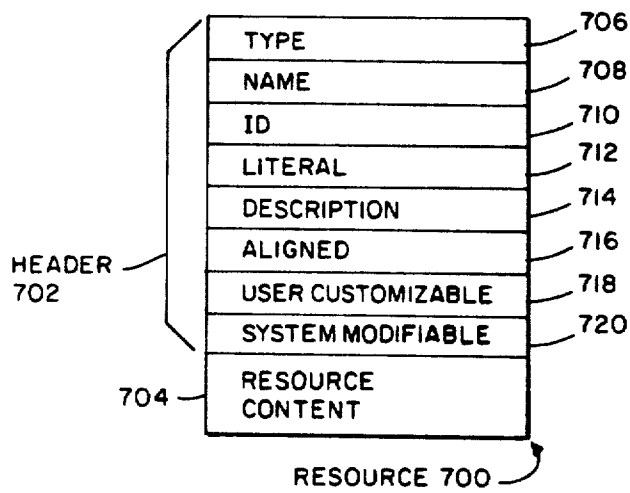 TYPE 706
NAME 708
ID 710
LITERAL 712
DESCRIPTION 714
ALIGNED 716
HEADER
702
USER CUSTOMIZABLE 718
SYSTEM MODIFIABLE 720
704
RESOURCE
CONTENT
RESOURCE 700